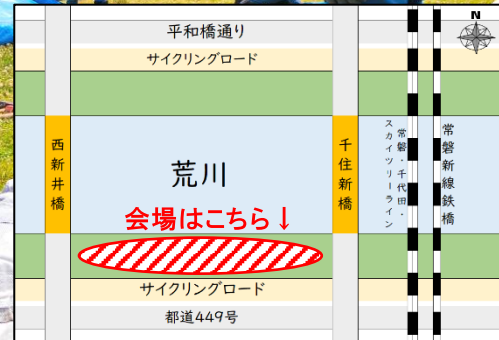 平和橋通り
N
サイクリングロード
西新井橋
荒川
千住新橋
常磐・千代田・
スカイツリーライン
常磐新線鉄橋
会場はこちら↓
サイクリングロード
都道449号